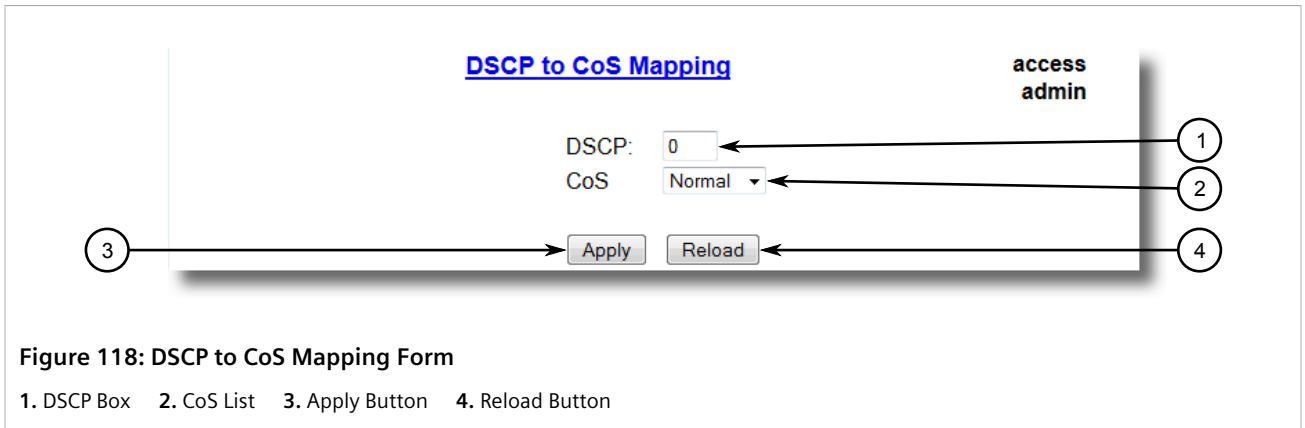 DSCP to CoS Mapping
access
admin
DSCP: 0
1
CoS Normal
2
3
Apply Reload
4
Figure 118: DSCP to CoS Mapping Form
1. DSCP Box 2. CoS List 3. Apply Button 4. Reload Button